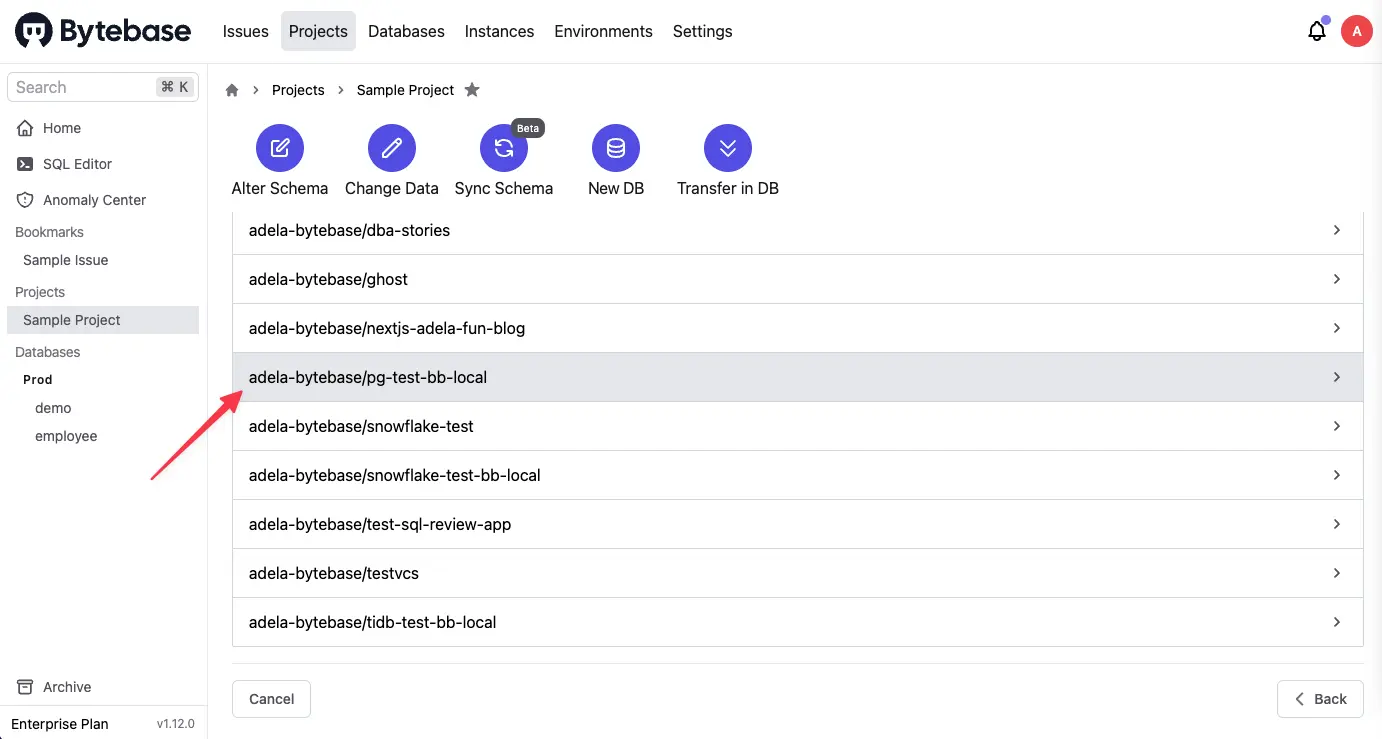 Bytebase
Issues Projects Databases Instances Environments Settings
A
Search ⌘ K
Home
SQL Editor
Anomaly Center
Bookmarks
Sample Issue
Projects
Sample Project
Databases
Prod
demo
employee
Archive
Enterprise Plan v1.12.0
Projects Sample Project
Beta
Alter Schema Change Data Sync Schema New DB Transfer in DB
adela-bytebase/dba-stories
adela-bytebase/ghost
adela-bytebase/nextjs-adela-fun-blog
adela-bytebase/pg-test-bb-local
adela-bytebase/snowflake-test
adela-bytebase/snowflake-test-bb-local
adela-bytebase/test-sql-review-app
adela-bytebase/testvcs
adela-bytebase/tidb-test-bb-local
Cancel Back